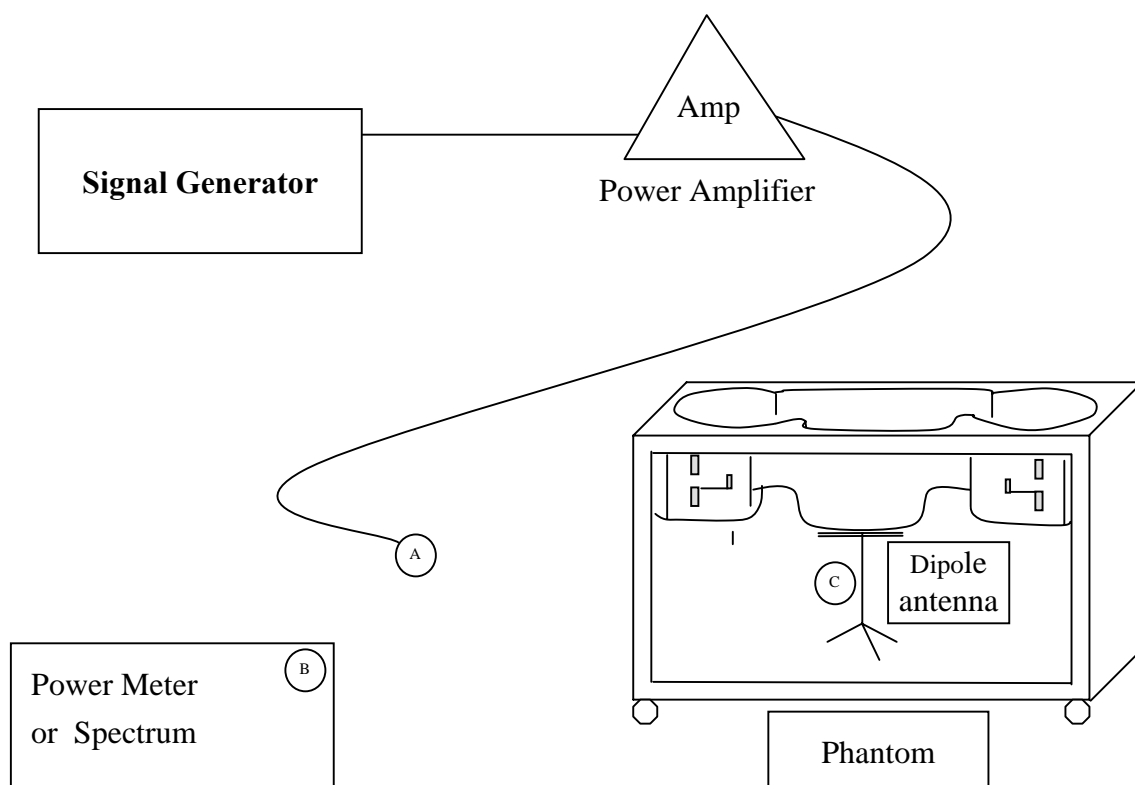 Amp
Signal Generator
Power Amplifier
A
C
Dipole
antenna
B
Power Meter
or Spectrum
Phantom